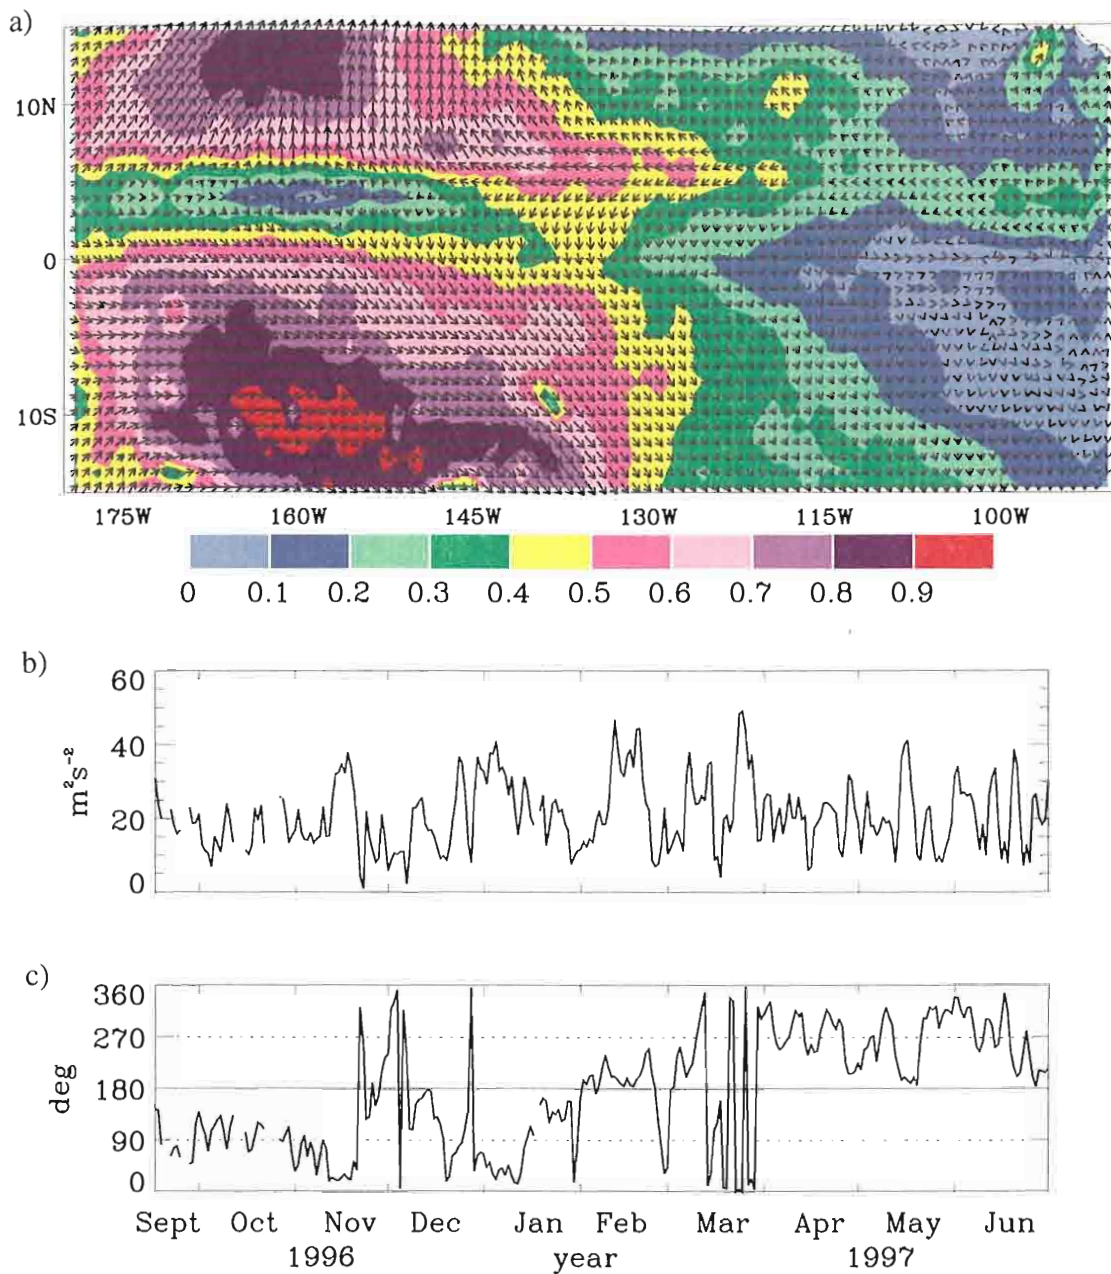 a)
10N
0
10S
175W 160W 145W 130W 115W 100W
0 0.1 0.2 0.3 0.4 0.5 0.6 0.7 0.8 0.9
b)
60
40
20
0
m²s⁻²
c)
360
270
180
90
0
deg
Sept Oct Nov Dec Jan Feb Mar Apr May Jun
1996 year 1997